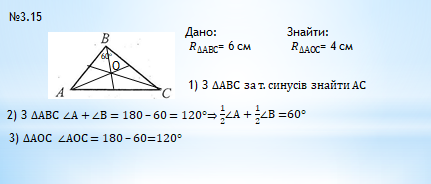 №3.15
Дано:
Знайти:
R∆ABC= 6 см
R∆AOC= 4 см
B
60°
O
A
C
1) З ∆ABC за т. синусів знайти AC
2) З ∆ABC ∠A + ∠B = 180 – 60 = 120°⇒ 1/2∠A + 1/2∠B =60°
3) ∆AOC ∠AOC = 180 – 60=120°